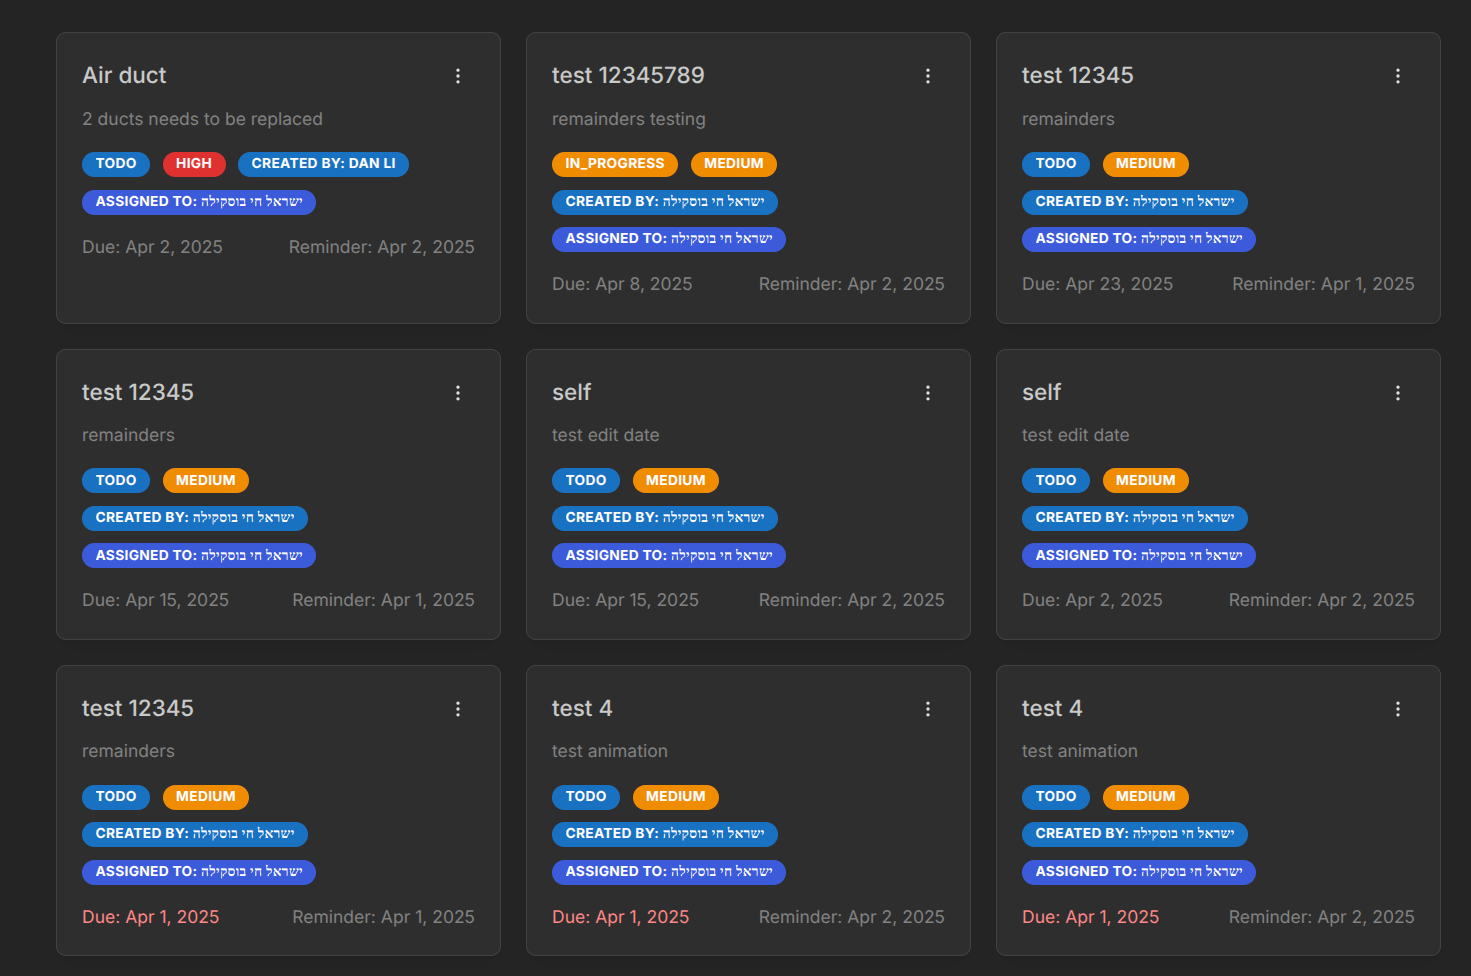 Air duct
2 ducts needs to be replaced
TODO HIGH CREATED BY: DAN LI
ASSIGNED TO: ישראל חי בוסקילה
Due: Apr 2, 2025 Reminder: Apr 2, 2025
test 12345789
remainders testing
IN_PROGRESS MEDIUM
CREATED BY: ישראל חי בוסקילה
ASSIGNED TO: ישראל חי בוסקילה
Due: Apr 8, 2025 Reminder: Apr 2, 2025
test 12345
remainders
TODO MEDIUM
CREATED BY: ישראל חי בוסקילה
ASSIGNED TO: ישראל חי בוסקילה
Due: Apr 23, 2025 Reminder: Apr 1, 2025
test 12345
remainders
TODO MEDIUM
CREATED BY: ישראל חי בוסקילה
ASSIGNED TO: ישראל חי בוסקילה
Due: Apr 15, 2025 Reminder: Apr 1, 2025
self
test edit date
TODO MEDIUM
CREATED BY: ישראל חי בוסקילה
ASSIGNED TO: ישראל חי בוסקילה
Due: Apr 15, 2025 Reminder: Apr 2, 2025
self
test edit date
TODO MEDIUM
CREATED BY: ישראל חי בוסקילה
ASSIGNED TO: ישראל חי בוסקילה
Due: Apr 2, 2025 Reminder: Apr 2, 2025
test 12345
remainders
TODO MEDIUM
CREATED BY: ישראל חי בוסקילה
ASSIGNED TO: ישראל חי בוסקילה
Due: Apr 1, 2025 Reminder: Apr 1, 2025
test 4
test animation
TODO MEDIUM
CREATED BY: ישראל חי בוסקילה
ASSIGNED TO: ישראל חי בוסקילה
Due: Apr 1, 2025 Reminder: Apr 2, 2025
test 4
test animation
TODO MEDIUM
CREATED BY: ישראל חי בוסקילה
ASSIGNED TO: ישראל חי בוסקילה
Due: Apr 1, 2025 Reminder: Apr 2, 2025